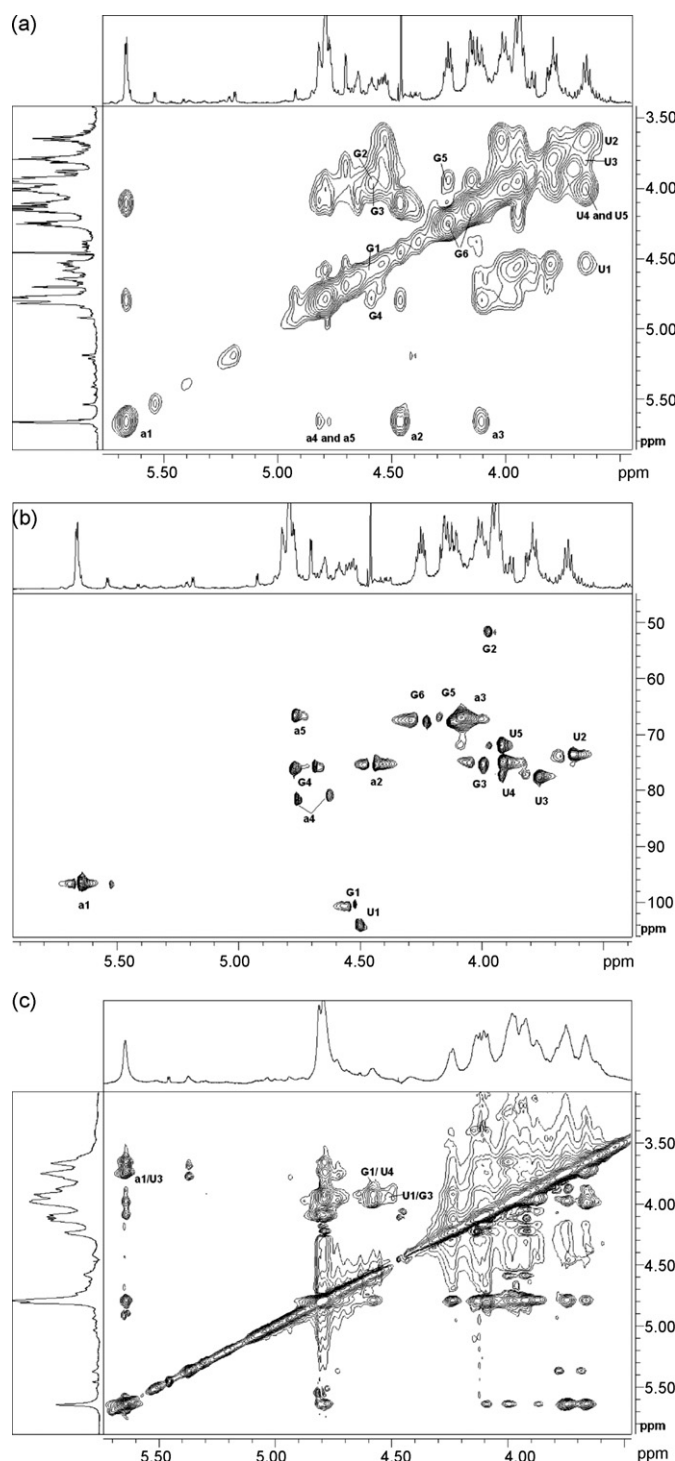 (a)
3.50
G2 U2
G5 U3
4.00
G3 U4 and U5
G1
G6
4.50
U1
G4
5.00
5.50
a1 a4 and a5 a2 a3
ppm
5.50 5.00 4.50 4.00 ppm
(b)
50
G2
60
G6 G5 a3
a5 U5 U2
70
G4 a2 G3 U4 U3
80
a4
90
a1
G1
100
U1
ppm
5.50 5.00 4.50 4.00 ppm
(c)
3.50
a1/U3 G1/ U4
U1/G3
4.00
4.50
5.00
5.50
ppm
5.50 5.00 4.50 4.00 ppm